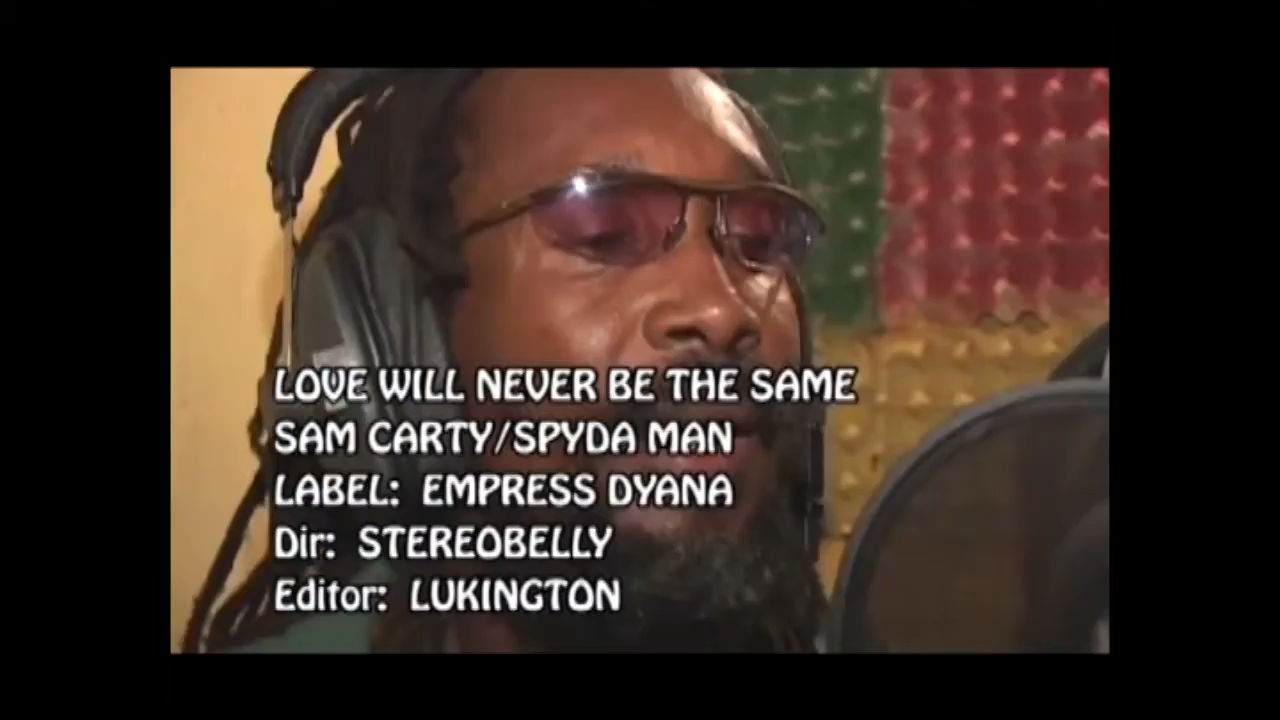 LOVE WILL NEVER BE THE SAME
SAM CARTY/SPYDA MAN
LABEL: EMPRESS DYANA
Dir: STEREOBELLY
Editor: LUKINGTON